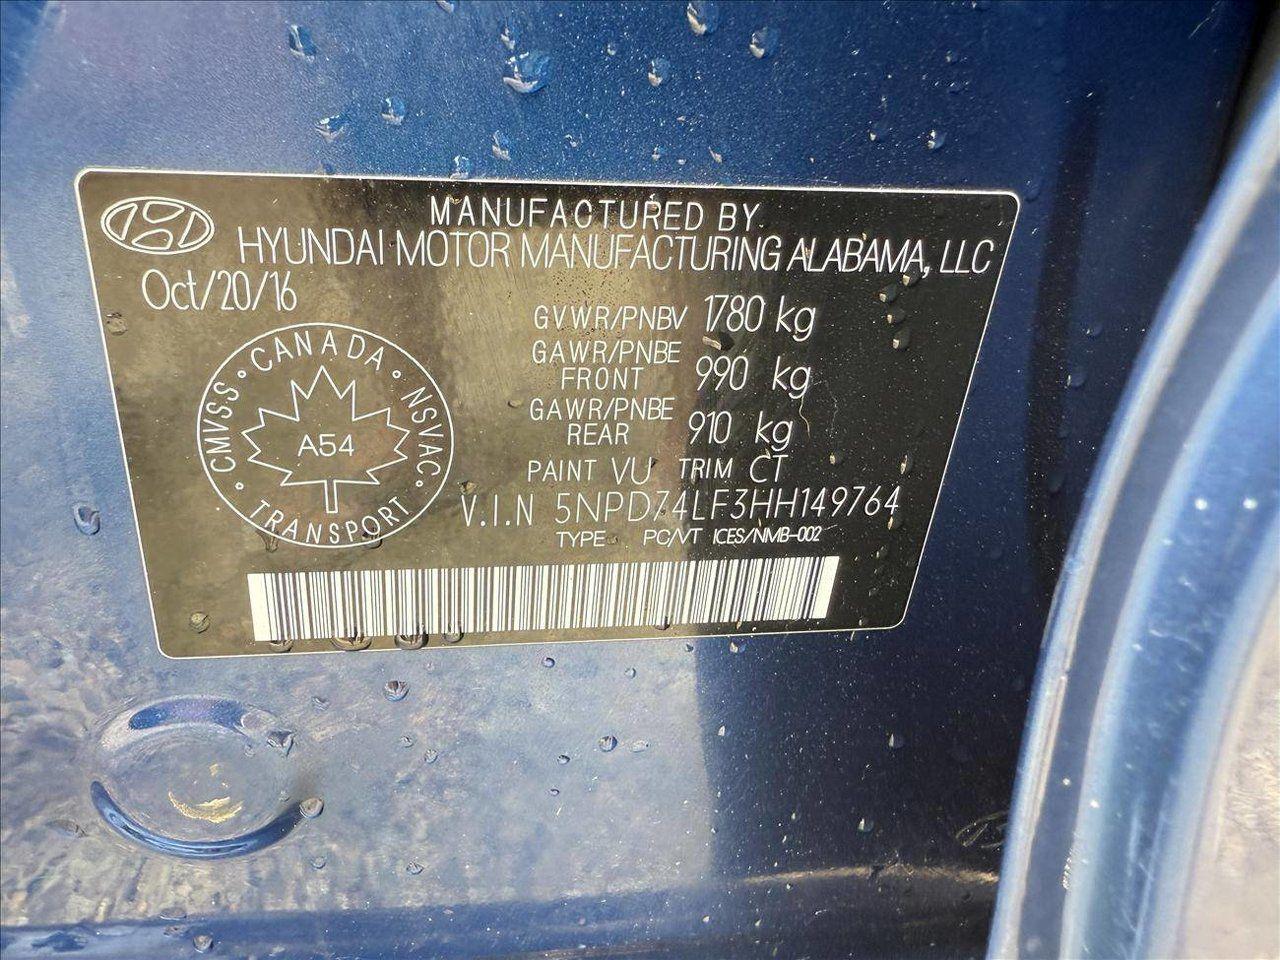 MANUFACTURED BY
HYUNDAI MOTOR MANUFACTURING ALABAMA, LLC
Oct/20/16
GVWR/PNBV 1780 kg
GAWR/PNBE FRONT 990 kg
GAWR/PNBE REAR 910 kg
PAINT VU TRIM CT
V.I.N 5NPD74LF3HH149764
TYPE PC/VT ICES/NMB-002
CMVSS · CANADA · NSVAC · TRANSPORT ·
A54